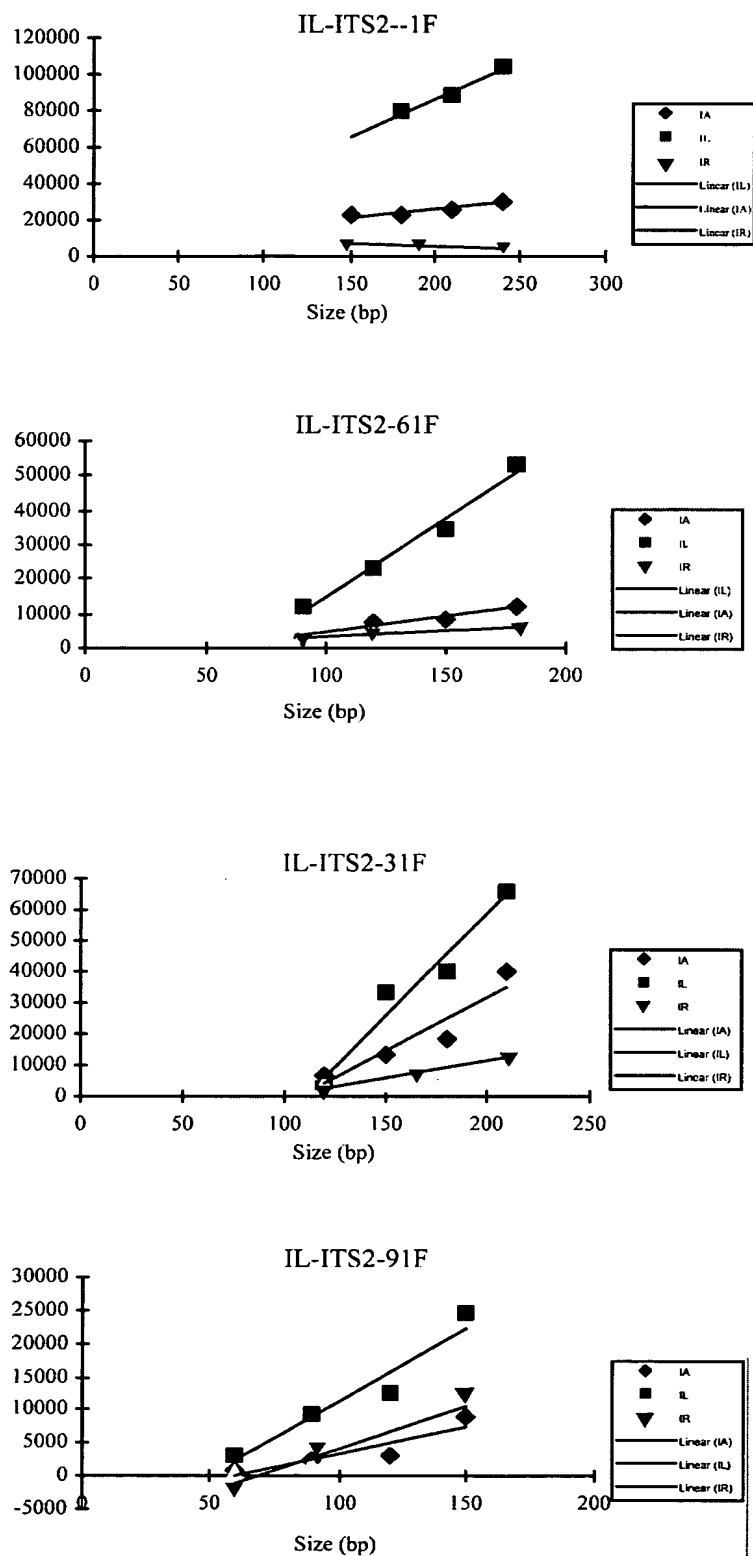 IL-ITS2--1F
120000
100000
80000
60000
40000
20000
0
0 50 100 150 200 250 300
Size (bp)
IA
IL
IR
Linear (IL)
Linear (IA)
Linear (IR)
IL-ITS2-61F
60000
50000
40000
30000
20000
10000
0
0 50 100 150 200
Size (bp)
IA
IL
IR
Linear (IL)
Linear (IA)
Linear (IR)
IL-ITS2-31F
70000
60000
50000
40000
30000
20000
10000
0
0 50 100 150 200 250
Size (bp)
IA
IL
IR
Linear (IA)
Linear (IL)
Linear (IR)
IL-ITS2-91F
30000
25000
20000
15000
10000
5000
0
-5000
0 50 100 150 200
Size (bp)
IA
IL
IR
Linear (IA)
Linear (IL)
Linear (IR)